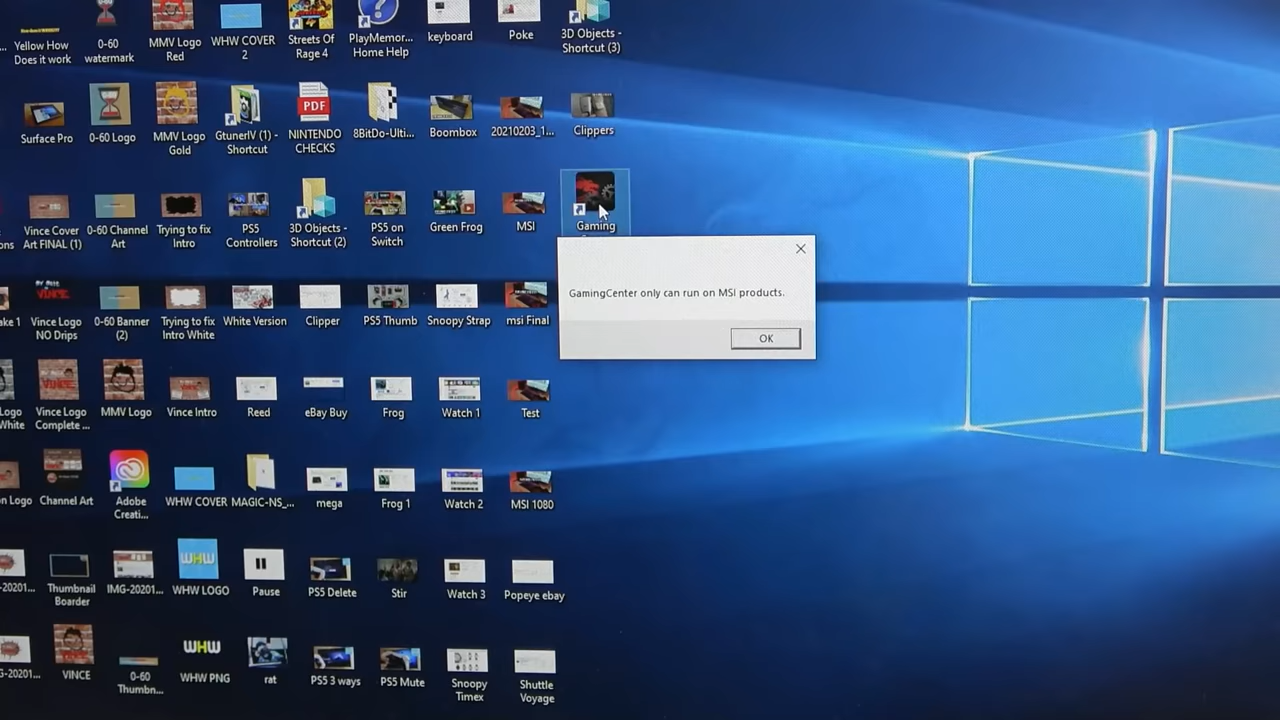 Yellow How
Does it work
0-60
watermark
MMV Logo
Red
WHW COVER
2
Streets Of
Rage 4
PlayMemor...
Home Help
keyboard
Poke
3D Objects -
Shortcut (3)
Surface Pro
0-60 Logo
MMV Logo
Gold
GtunerIV (1) -
Shortcut
PDF
NINTENDO
CHECKS
8BitDo-Ulti...
Boombox
20210203_1...
Clippers
Vince Cover
Art FINAL (1)
0-60 Channel
Art
Trying to fix
Intro
PS5
Controllers
3D Objects -
Shortcut (2)
PS5 on
Switch
Green Frog
MSI
Gaming
GamingCenter only can run on MSI products.
OK
Vince Logo
NO Drips
0-60 Banner
(2)
Trying to fix
Intro White
White Version
Clipper
PS5 Thumb
Snoopy Strap
msi Final
Logo
White
Vince Logo
Complete ...
MMV Logo
Vince Intro
Reed
eBay Buy
Frog
Watch 1
Test
Channel Art
Adobe
Creati...
WHW COVER
MAGIC-NS_...
mega
Frog 1
Watch 2
MSI 1080
Thumbnail
Boarder
IMG-20201...
WHW
WHW LOGO
Pause
PS5 Delete
Stir
Watch 3
Popeye ebay
VINCE
0-60
Thumbn...
WHW
WHW PNG
rat
PS5 3 ways
PS5 Mute
Snoopy
Timex
Shuttle
Voyage